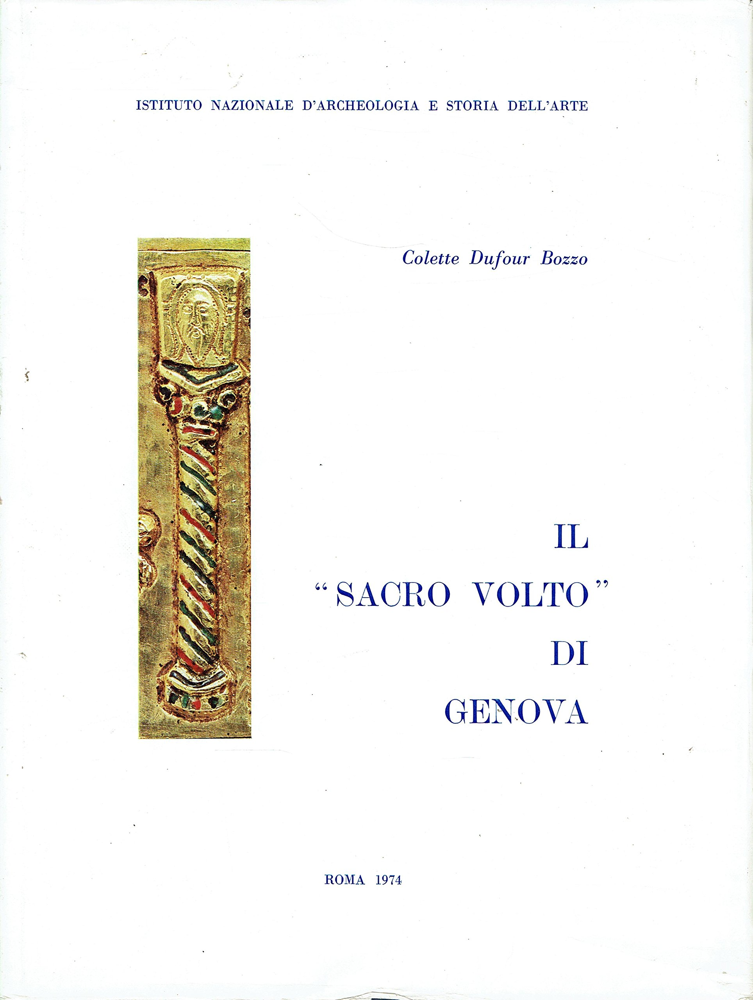 ISTITUTO NAZIONALE D'ARCHEOLOGIA E STORIA DELL'ARTE
Colette Dufour Bozzo
IL
“SACRO VOLTO”
DI
GENOVA
ROMA 1974